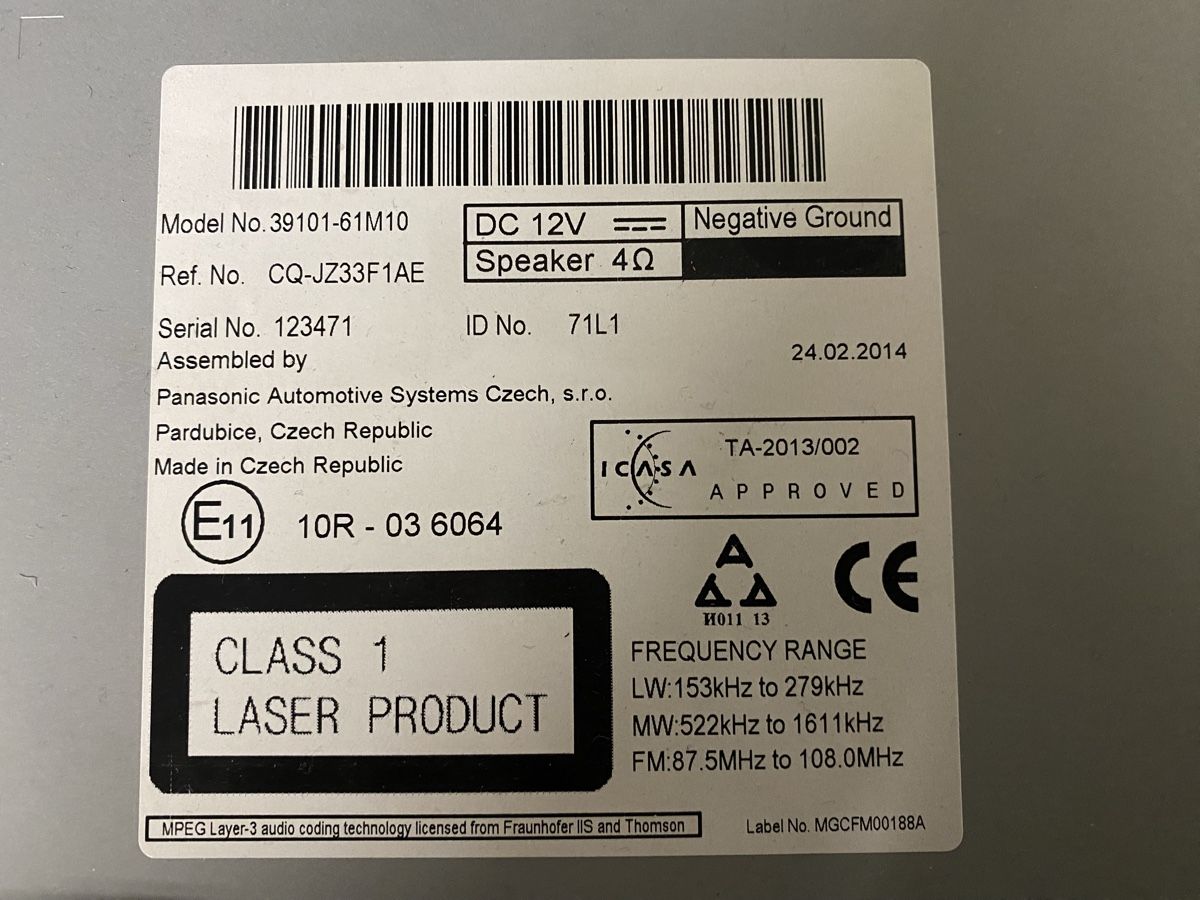 Model No. 39101-61M10
DC 12V
Negative Ground
Speaker 4Ω
Ref. No. CQ-JZ33F1AE
Serial No. 123471
ID No. 71L1
Assembled by
24.02.2014
Panasonic Automotive Systems Czech, s.r.o.
Pardubice, Czech Republic
Made in Czech Republic
ICASA
TA-2013/002
APPROVED
E11
10R - 03 6064
CE
И011 13
CLASS 1
LASER PRODUCT
FREQUENCY RANGE
LW:153kHz to 279kHz
MW:522kHz to 1611kHz
FM:87.5MHz to 108.0MHz
MPEG Layer-3 audio coding technology licensed from Fraunhofer IIS and Thomson
Label No. MGCFM00188A